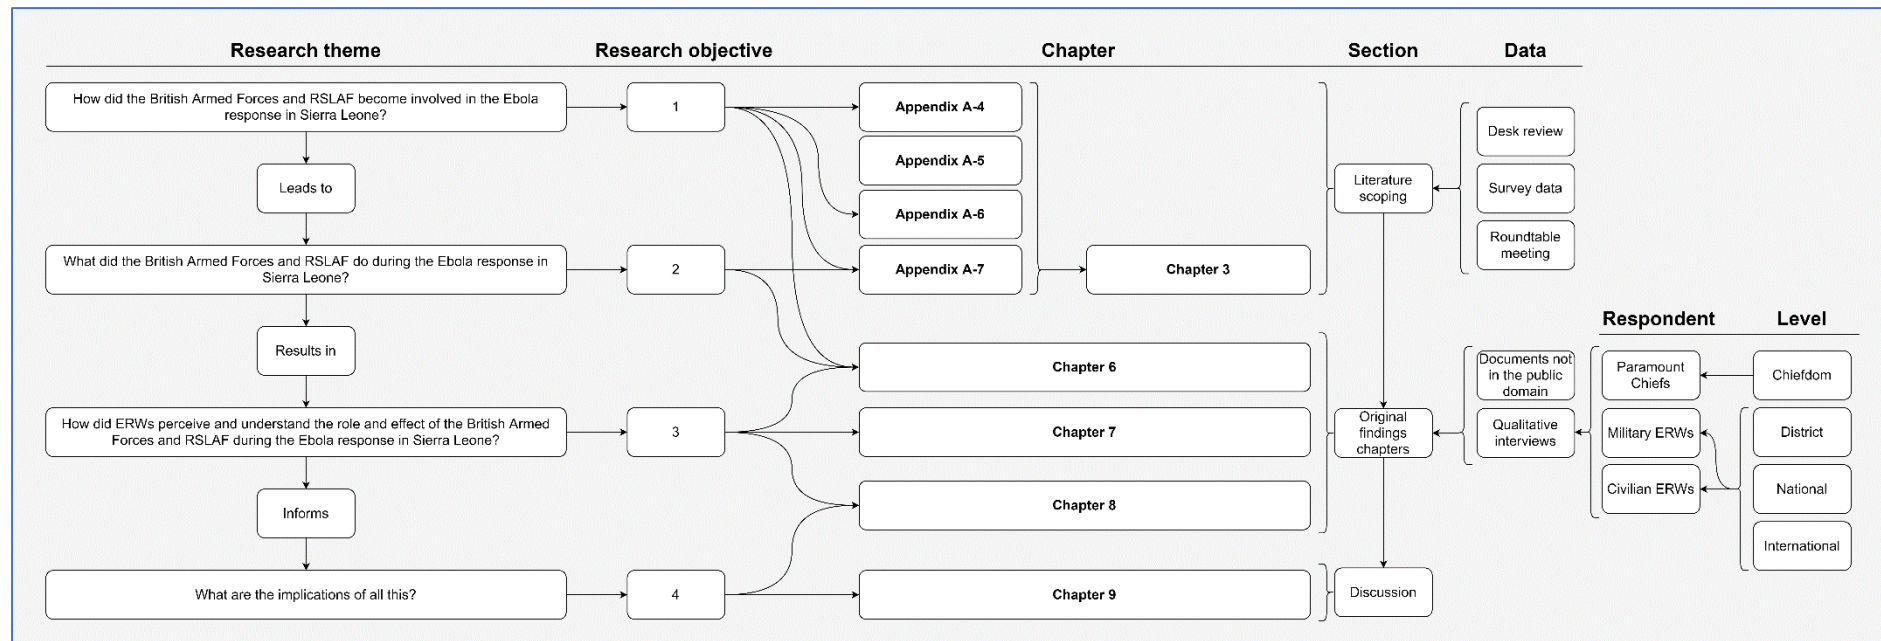 Research theme
Research objective
Chapter
Section
Data
How did the British Armed Forces and RSLAF become involved in the Ebola
response in Sierra Leone?
1
Appendix A-4
Appendix A-5
Appendix A-6
Appendix A-7
Leads to
What did the British Armed Forces and RSLAF do during the Ebola response in
Sierra Leone?
2
Chapter 3
Literature
scoping
Desk review
Survey data
Roundtable
meeting
Respondent
Level
Results in
Chapter 6
Documents not
in the public
domain
Paramount
Chiefs
Chiefdom
How did ERWs perceive and understand the role and effect of the British Armed
Forces and RSLAF during the Ebola response in Sierra Leone?
3
Chapter 7
Original
findings
chapters
Qualitative
interviews
Military ERWs
District
Informs
Chapter 8
Civilian ERWs
National
International
What are the implications of all this?
4
Chapter 9
Discussion